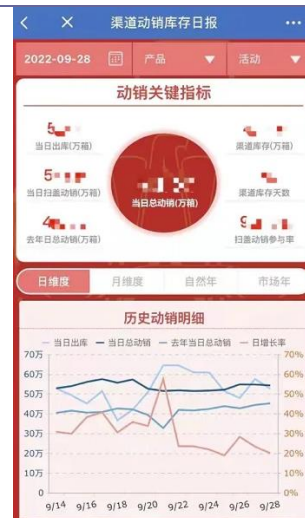 渠道动销库存日报
2022-09-28 产品 活动
动销关键指标
当日出库(万箱) 渠道库存(万箱)
当日扫盖动销(万箱) 当日总动销(万箱) 渠道库存天数
去年日总动销(万箱) 扫盖动销参与率
日维度 月维度 自然年 市场年
历史动销明细
当日出库 当日总动销 去年当日总动销 日增长率
70万 70%
60万 60%
50万 50%
40万 40%
30万 30%
20万 20%
10万 10%
0 0%
9/14 9/16 9/18 9/20 9/22 9/24 9/26 9/28